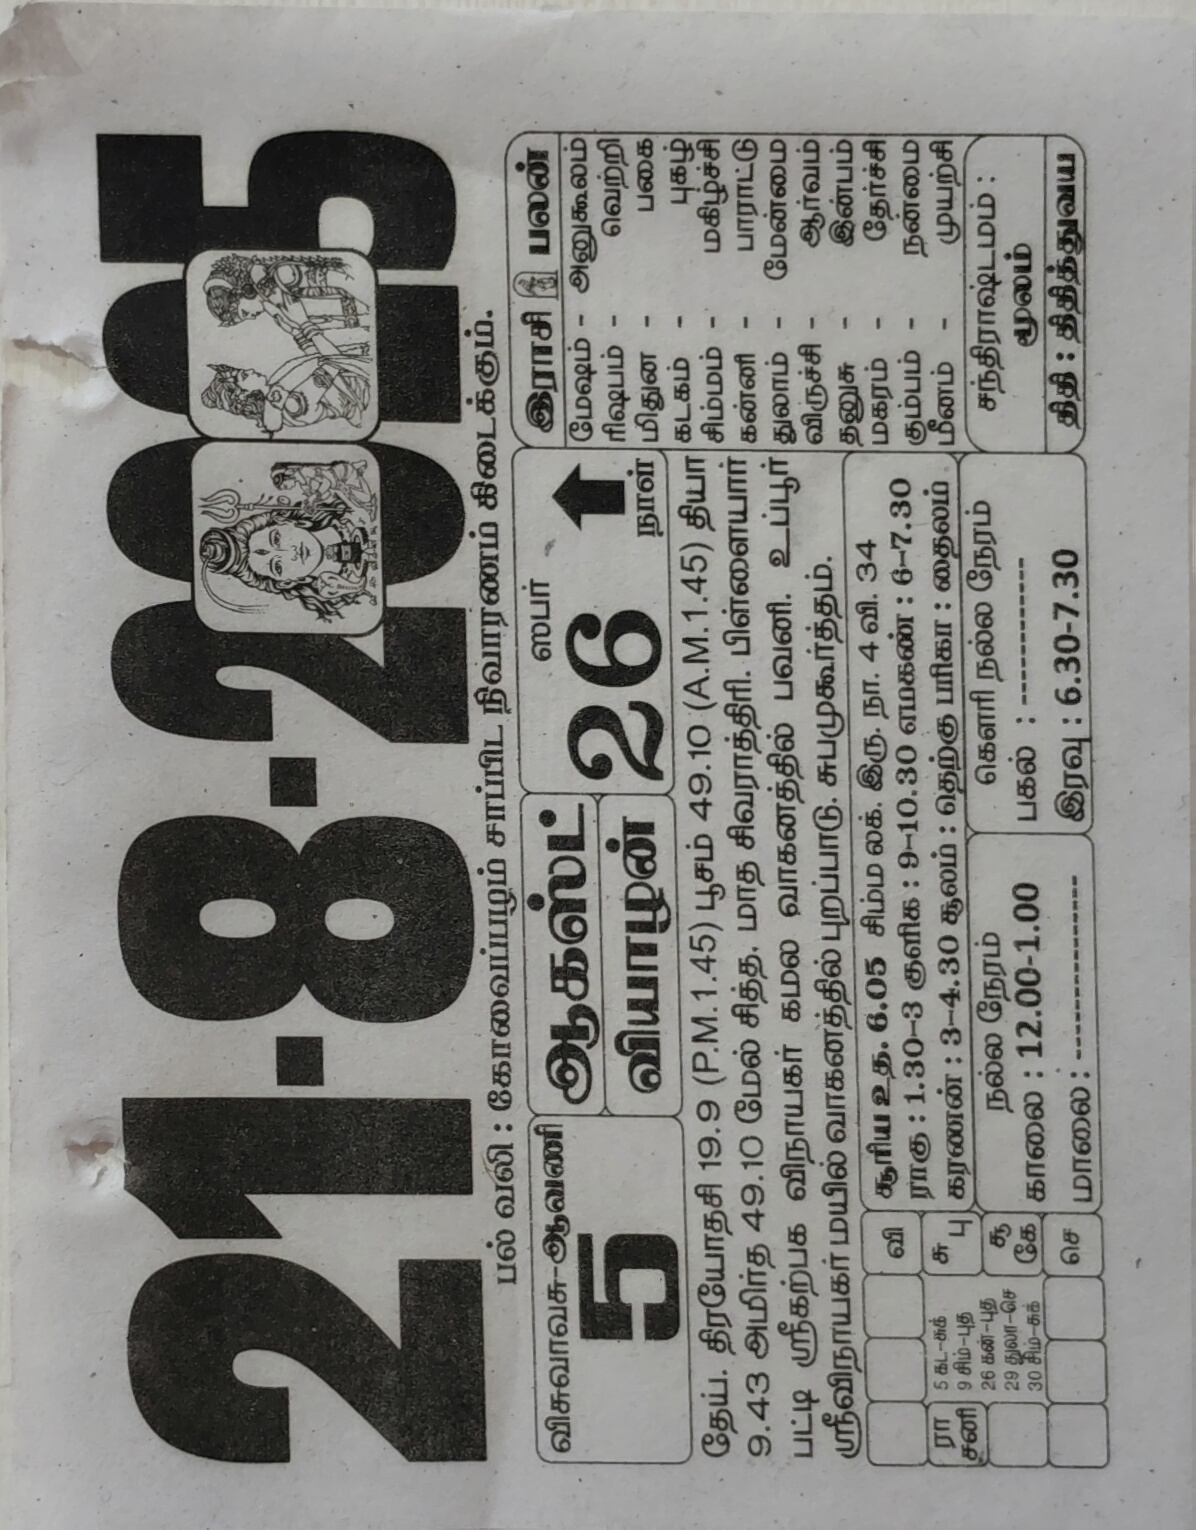 21-8-2025
பல் வலி : கோவைப்பழம் சாப்பிட நிவாரணம் கிடைக்கும்.
விசுவாவசு-ஆவணி
5
ஆகஸ்ட்
வியாழன்
ஸபர்
26
நாள்
தேய். திரயோதசி 19.9 (P.M.1.45) பூசம் 49.10 (A.M.1.45) தியா
9.43 அமிர்த 49.10 மேல் சித்த. மாத சிவராத்திரி. பிள்ளையார்
பட்டி ஸ்ரீகற்பக விநாயகர் கமல வாகனத்தில் பவனி. உப்பூர்
ஸ்ரீவிநாயகர் மயில் வாகனத்தில் புறப்பாடு. சுபமுகூர்த்தம்.
வி
ரா
சனி
5 கட-சுக்
9 சிம்-புத
26 கன்-புத
29 துலா-செ
30 சிம்-சுக்
சு
பு
சூ
கே
செ
சூரிய உத. 6.05 சிம்ம லக். இரு. நா. 4 வி. 34
ராகு : 1.30-3 குளிக : 9-10.30 எமகண் : 6-7.30
கரணன் : 3-4.30 சூலம் : தெற்கு பரிகா : தைலம்
நல்ல நேரம்
காலை : 12.00-1.00
மாலை : --------------
கௌரி நல்ல நேரம்
பகல் : ------------
இரவு : 6.30-7.30
இராசி பலன்
மேஷம் - அனுகூலம்
ரிஷபம் - வெற்றி
மிதுன - பகை
கடகம் - புகழ்
சிம்மம் - மகிழ்ச்சி
கன்னி - பாராட்டு
துலாம் - மேன்மை
விருச்சி - ஆர்வம்
தனுசு - இன்பம்
மகரம் - தேர்ச்சி
கும்பம் - நன்மை
மீனம் - முயற்சி
சந்திராஷ்டமம் :
மூலம்
திதி : திதித்துவய